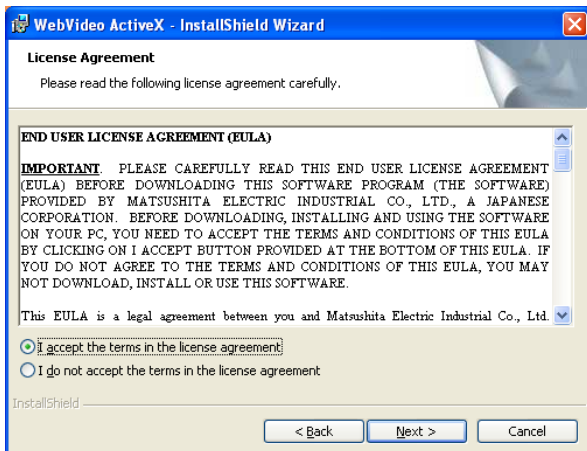 WebVideo ActiveX - InstallShield Wizard
License Agreement
Please read the following license agreement carefully.
END USER LICENSE AGREEMENT (EULA)
IMPORTANT. PLEASE CAREFULLY READ THIS END USER LICENSE AGREEMENT
(EULA) BEFORE DOWNLOADING THIS SOFTWARE PROGRAM (THE SOFTWARE)
PROVIDED BY MATSUSHITA ELECTRIC INDUSTRIAL CO., LTD., A JAPANESE
CORPORATION. BEFORE DOWNLOADING, INSTALLING AND USING THE SOFTWARE
ON YOUR PC, YOU NEED TO ACCEPT THE TERMS AND CONDITIONS OF THIS EULA
BY CLICKING ON I ACCEPT BUTTON PROVIDED AT THE BOTTOM OF THIS EULA. IF
YOU DO NOT AGREE TO THE TERMS AND CONDITIONS OF THIS EULA, YOU MAY
NOT DOWNLOAD, INSTALL OR USE THIS SOFTWARE.
This EULA is a legal agreement between you and Matsushita Electric Industrial Co., Ltd.
I accept the terms in the license agreement
I do not accept the terms in the license agreement
InstallShield
< Back Next > Cancel